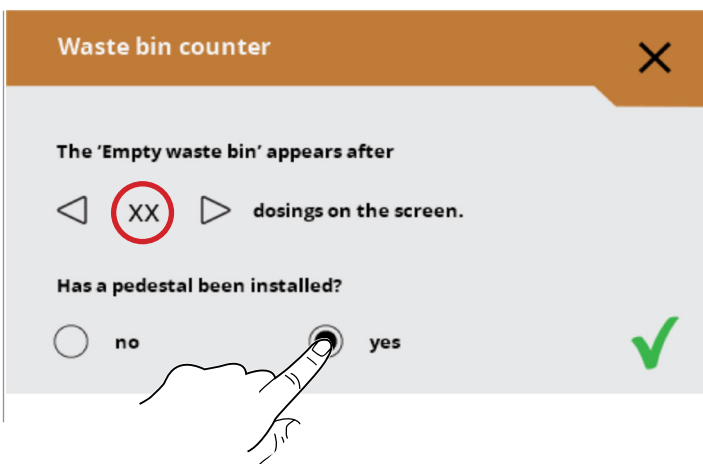 Waste bin counter
The 'Empty waste bin' appears after
XX dosings on the screen.
Has a pedestal been installed?
no yes